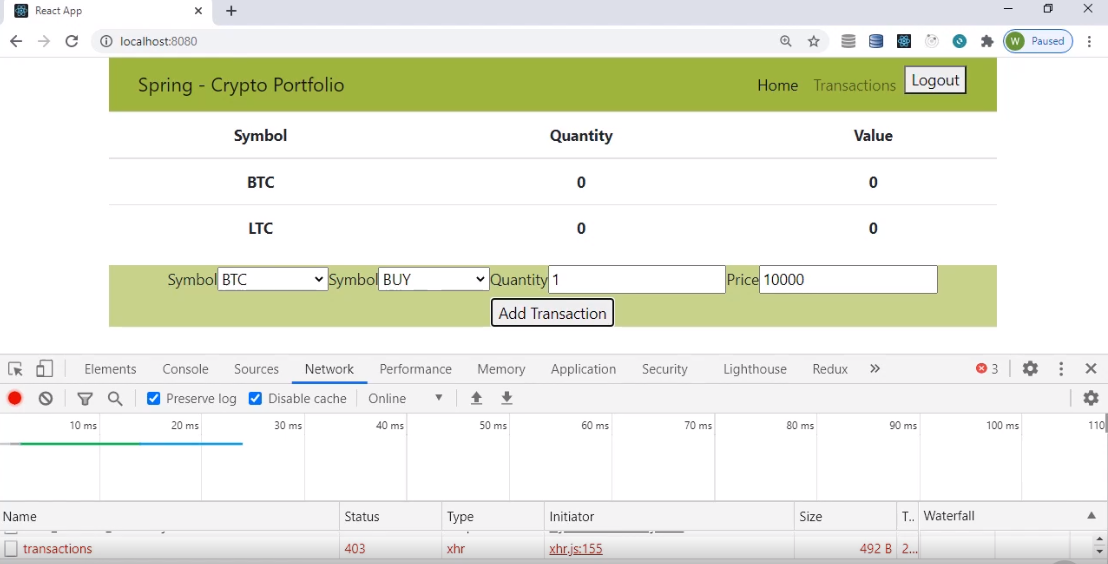 React App
localhost:8080
W Paused
Spring - Crypto Portfolio Home Transactions Logout
Symbol Quantity Value
BTC 0 0
LTC 0 0
Symbol BTC Symbol BUY Quantity 1 Price 10000
Add Transaction
Elements Console Sources Network Performance Memory Application Security Lighthouse Redux » 3
Preserve log Disable cache Online
10 ms 20 ms 30 ms 40 ms 50 ms 60 ms 70 ms 80 ms 90 ms 100 ms 110
Name Status Type Initiator Size T.. Waterfall
transactions 403 xhr xhr.js:155 492 B 2...